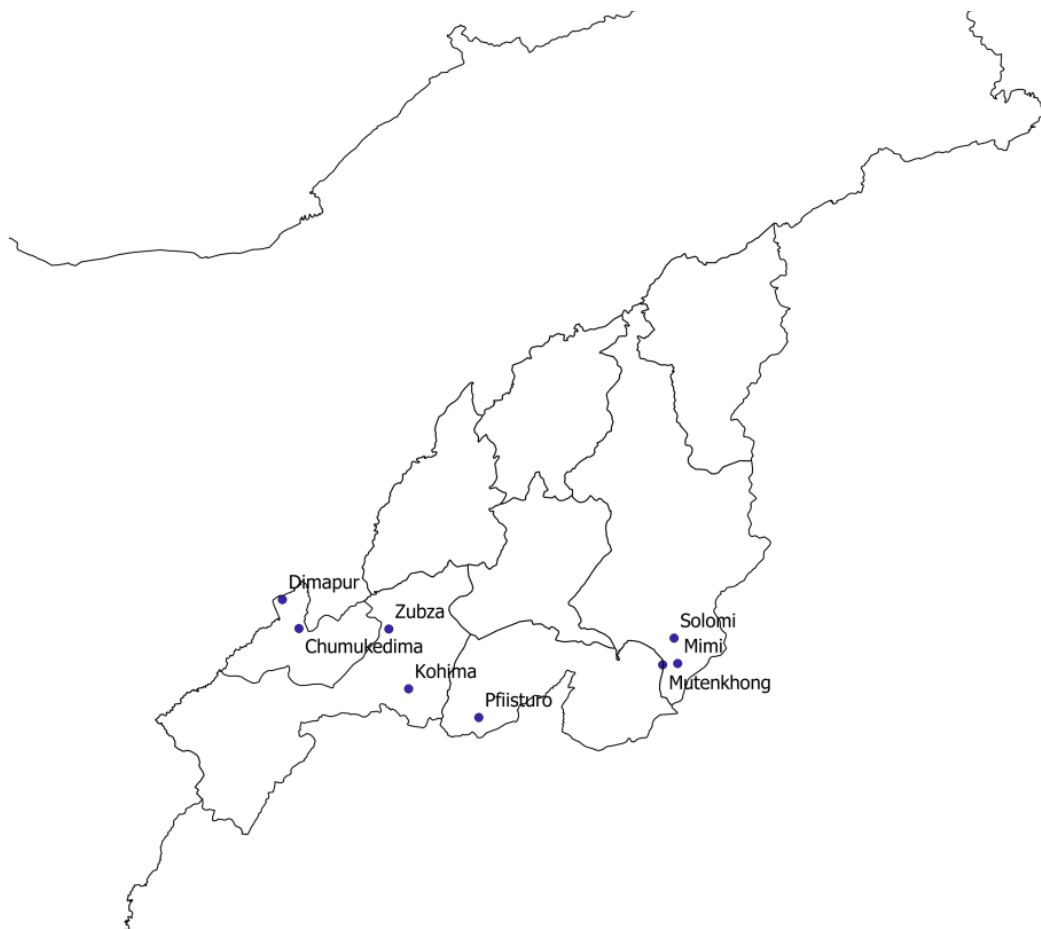 Dimapur
Zubza
Chumukedima
Solomi
Mimi
Kohima
Mutenkhong
Pfiisturo